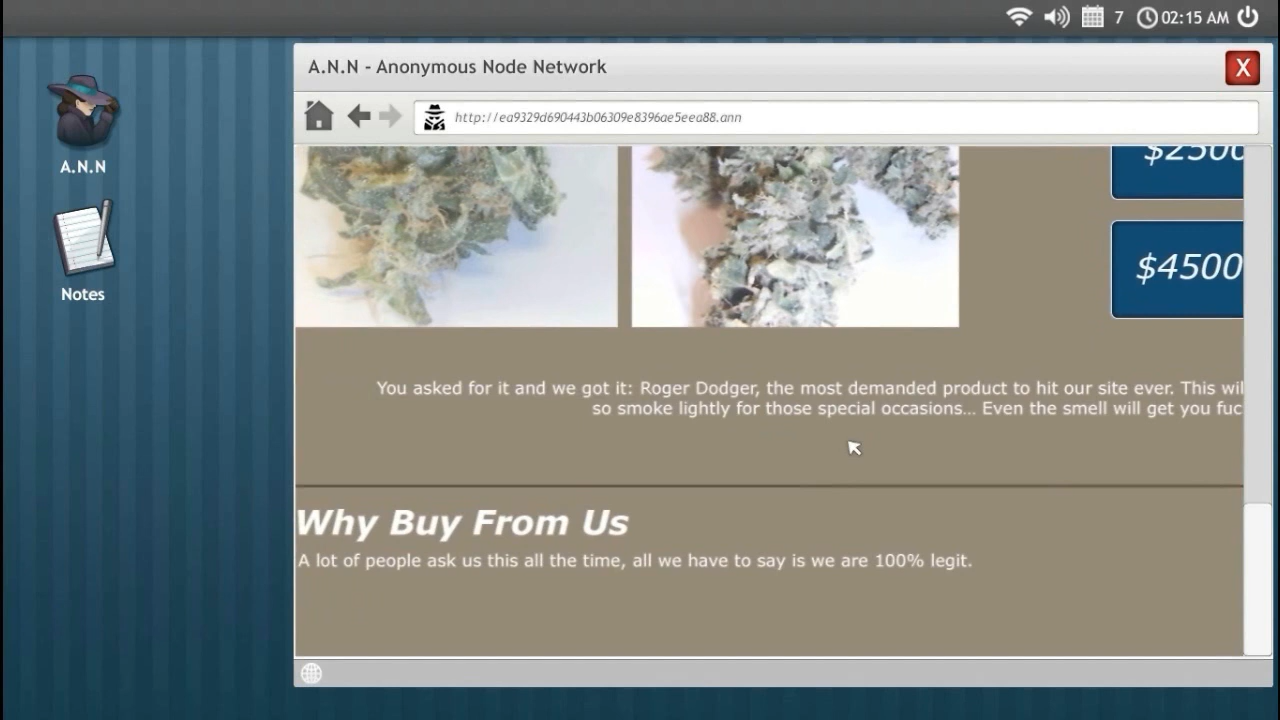 7
02:15 AM
A.N.N - Anonymous Node Network
X
http://ea9329d690443b06309e8396ae5eea88.ann
A.N.N
Notes
$2500
$4500
You asked for it and we got it: Roger Dodger, the most demanded product to hit our site ever. This wil
so smoke lightly for those special occasions... Even the smell will get you fuc
Why Buy From Us
A lot of people ask us this all the time, all we have to say is we are 100% legit.